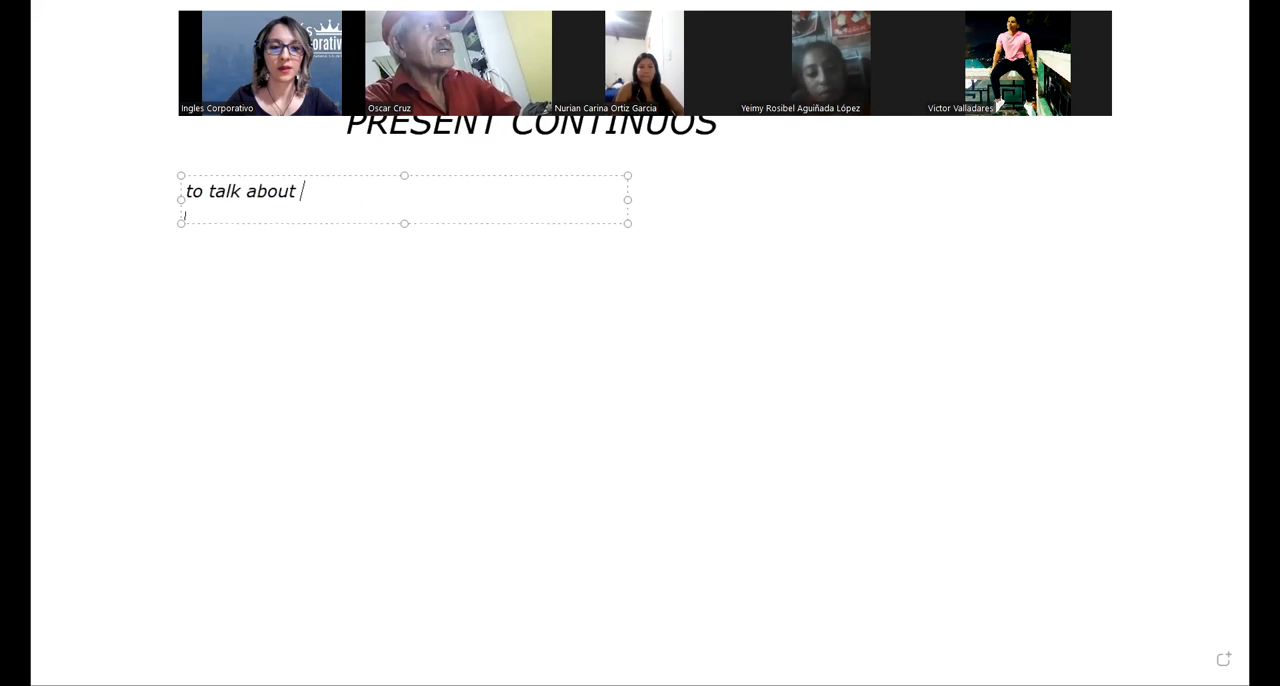 Ingles Corporativo
Oscar Cruz
Nurian Carina Ortiz Garcia
Yeimy Rosibel Aguiñada López
Victor Valladares
PRESENT CONTINUOS
to talk about